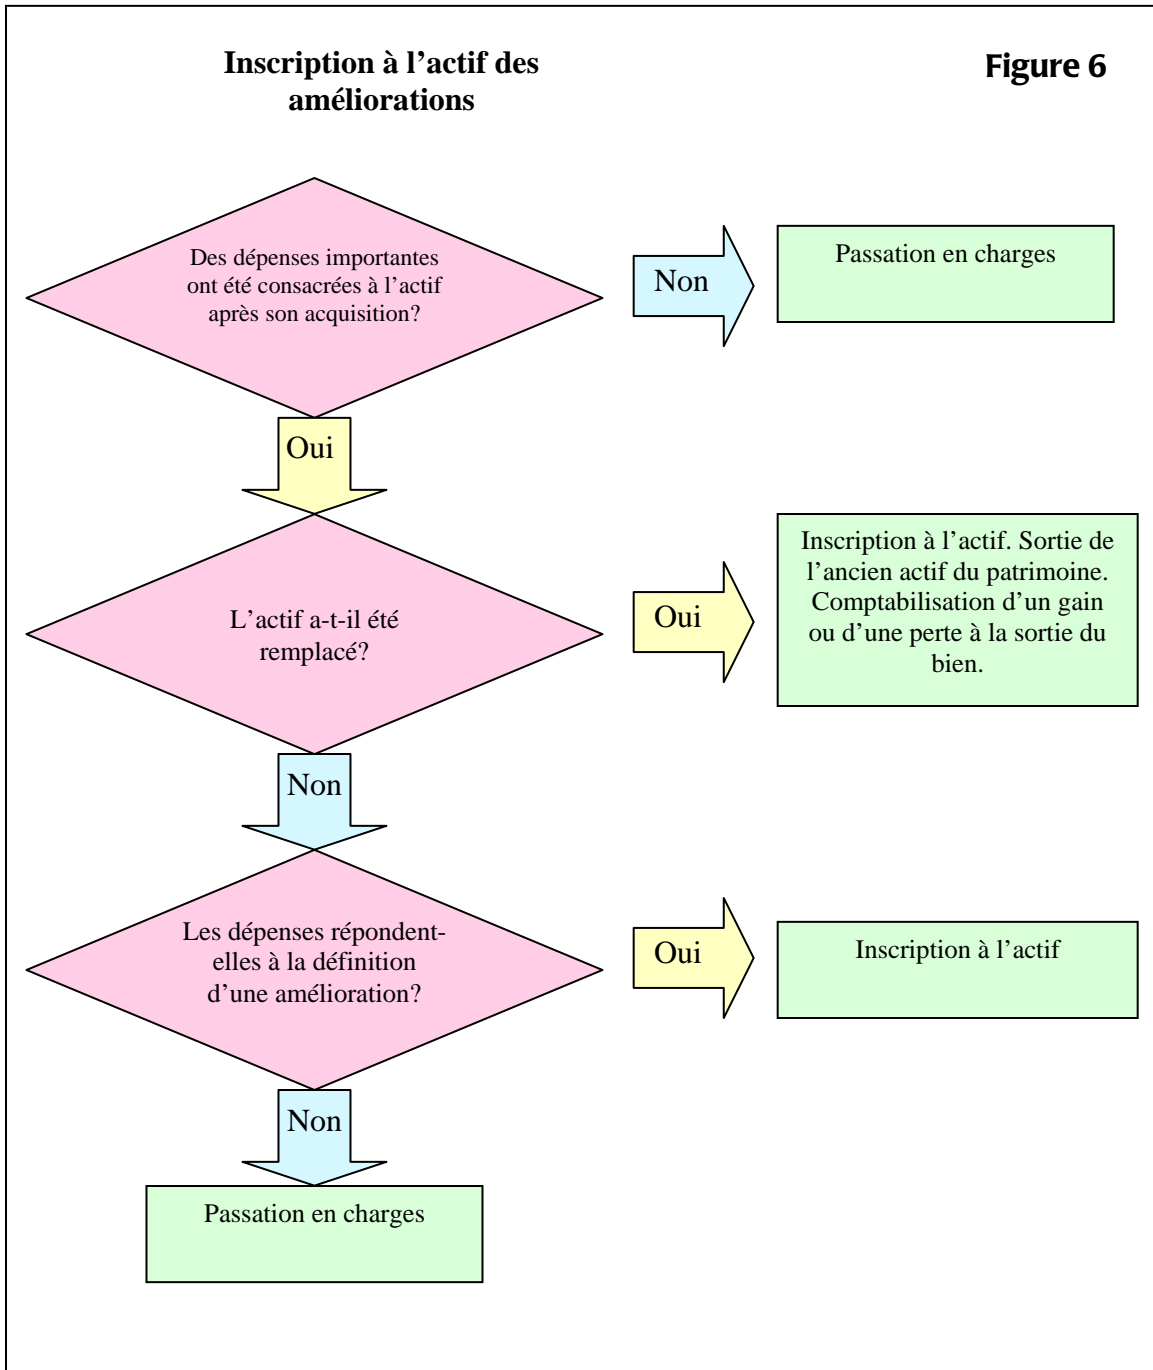 Inscription à l’actif des
améliorations
Figure 6
Des dépenses importantes
ont été consacrées à l’actif
après son acquisition?
Non
Passation en charges
Oui
L’actif a-t-il été
remplacé?
Oui
Inscription à l’actif. Sortie de
l’ancien actif du patrimoine.
Comptabilisation d’un gain
ou d’une perte à la sortie du
bien.
Non
Les dépenses répondent-
elles à la définition
d’une amélioration?
Oui
Inscription à l’actif
Non
Passation en charges